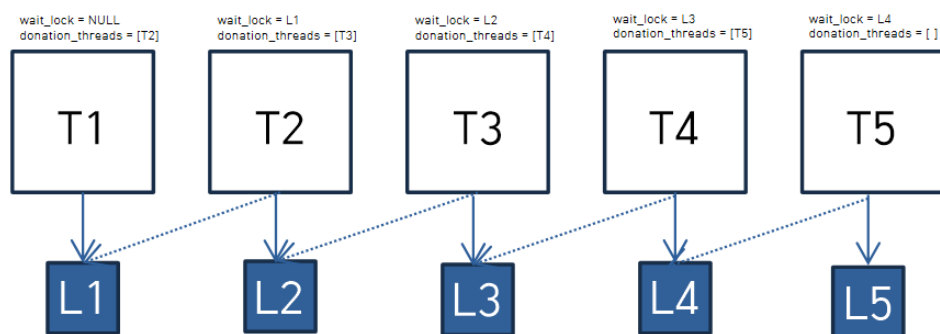 wait_lock = NULL
donation_threads = [T2]
wait_lock = L1
donation_threads = [T3]
wait_lock = L2
donation_threads = [T4]
wait_lock = L3
donation_threads = [T5]
wait_lock = L4
donation_threads = [ ]
T1
T2
T3
T4
T5
L1
L2
L3
L4
L5